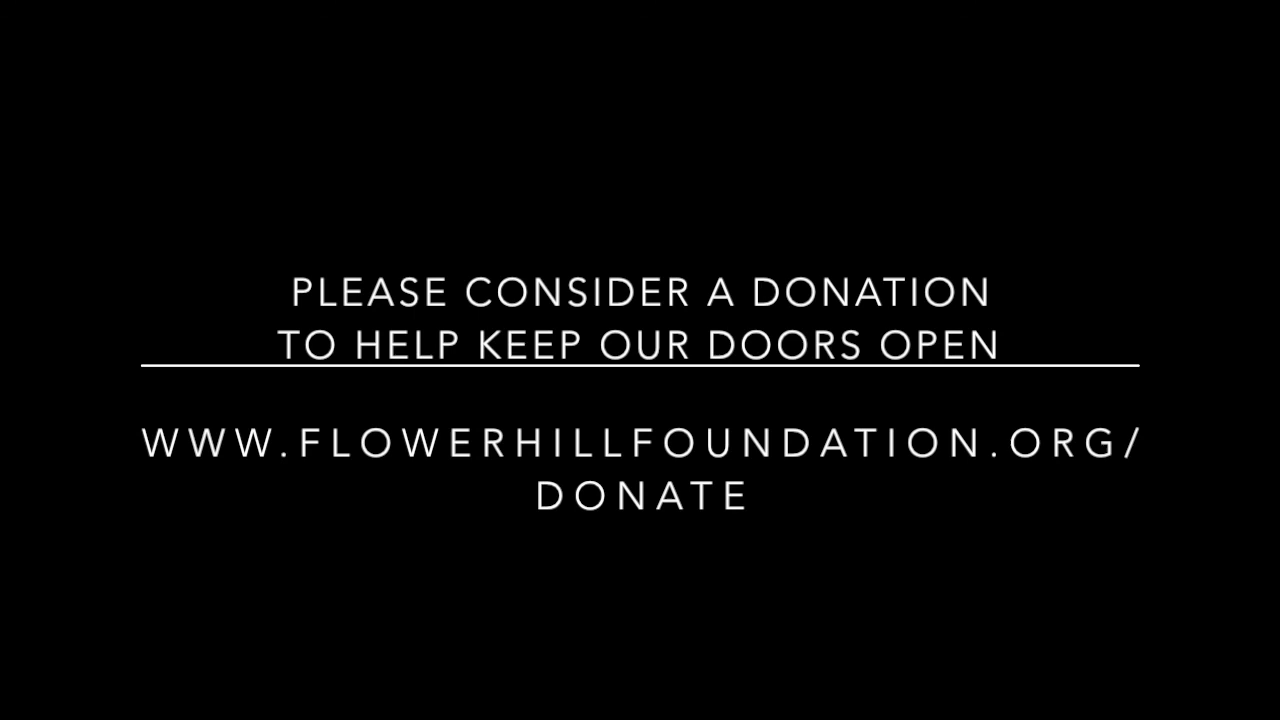 PLEASE CONSIDER A DONATION
TO HELP KEEP OUR DOORS OPEN
WWW.FLOWERHILLFOUNDATION.ORG/
DONATE